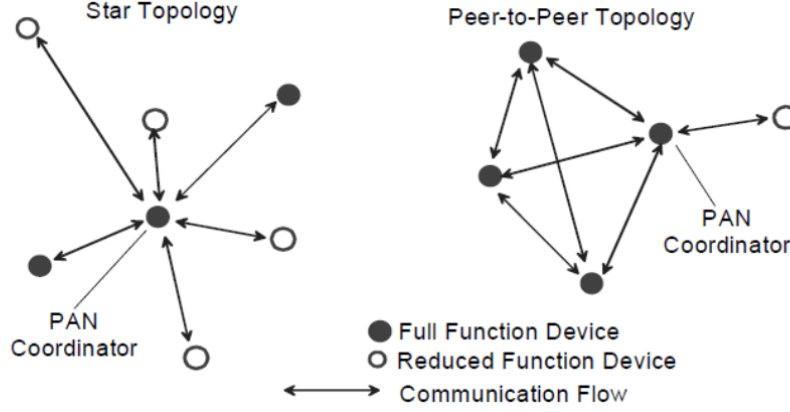 Star Topology
Peer-to-Peer Topology
PAN
Coordinator
PAN
Coordinator
Full Function Device
Reduced Function Device
Communication Flow